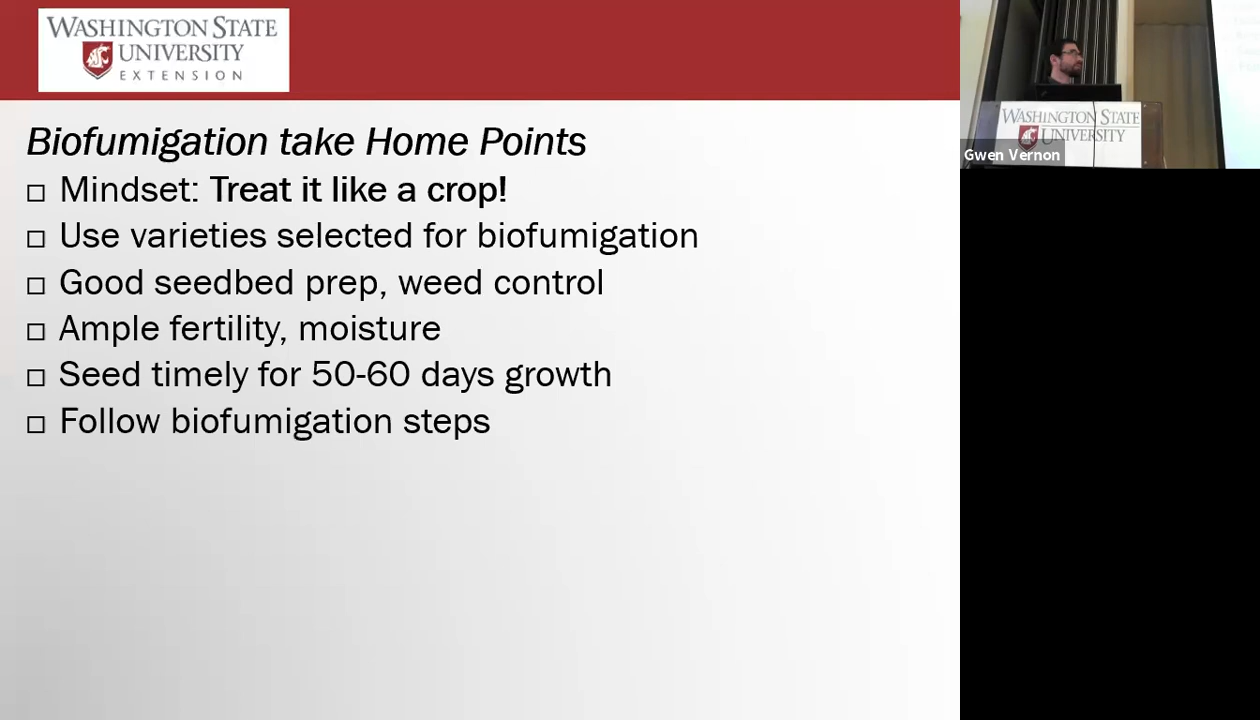 WASHINGTON STATE
UNIVERSITY
EXTENSION
Biofumigation take Home Points
Mindset: Treat it like a crop!
Use varieties selected for biofumigation
Good seedbed prep, weed control
Ample fertility, moisture
Seed timely for 50-60 days growth
Follow biofumigation steps
WASHINGTON STATE
UNIVERSITY
Gwen Vernon